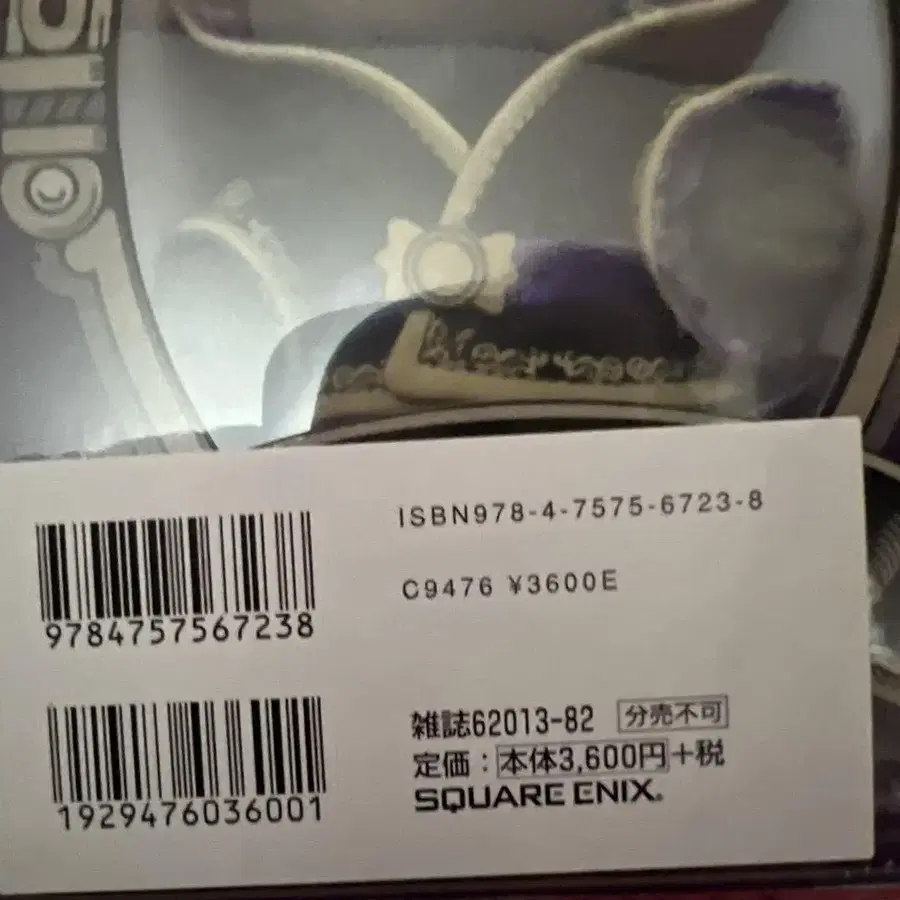 ISBN978-4-7575-6723-8
C9476 ¥3600E
9784757567238
雑誌62013-82 分売不可
定価：本体3,600円+税
SQUARE ENIX.
1929476036001